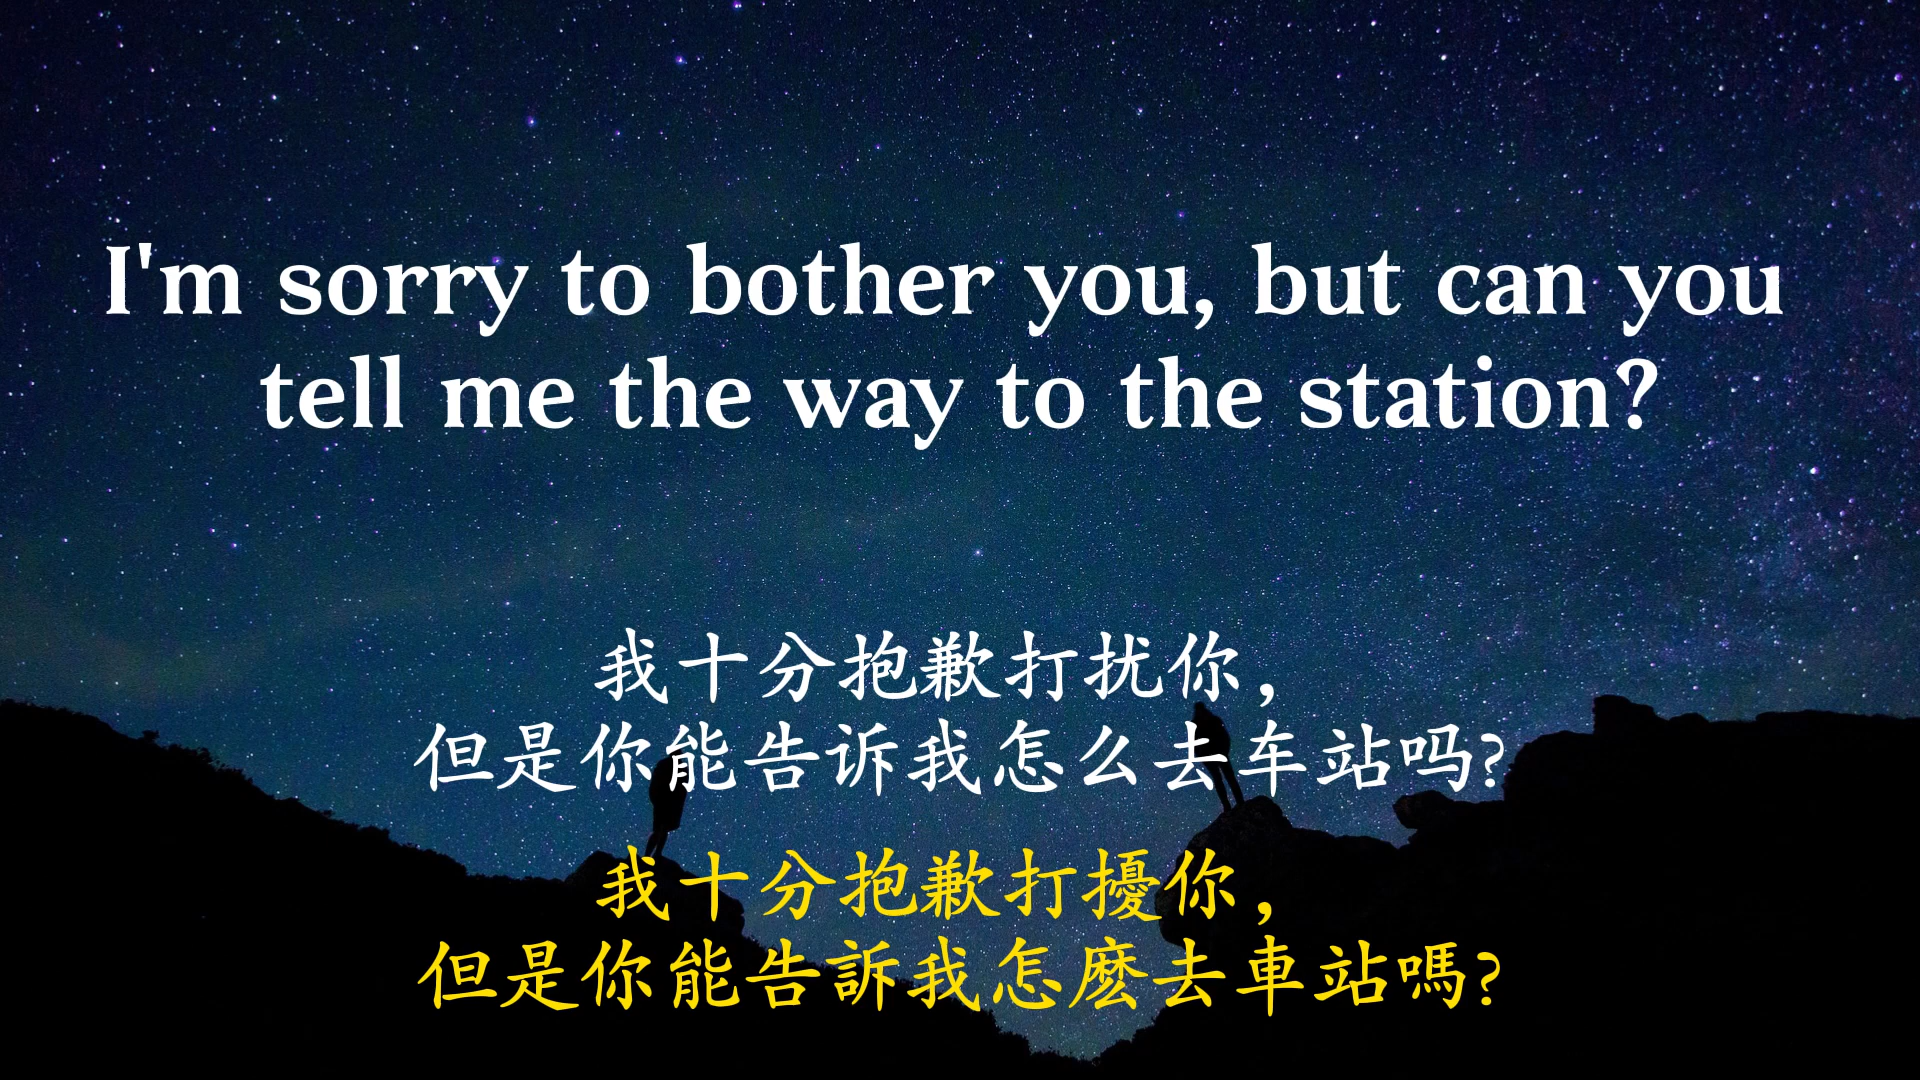 I'm sorry to bother you, but can you
tell me the way to the station?
我十分抱歉打扰你，
但是你能告诉我怎么去车站吗?
我十分抱歉打擾你，
但是你能告訴我怎麽去車站嗎?